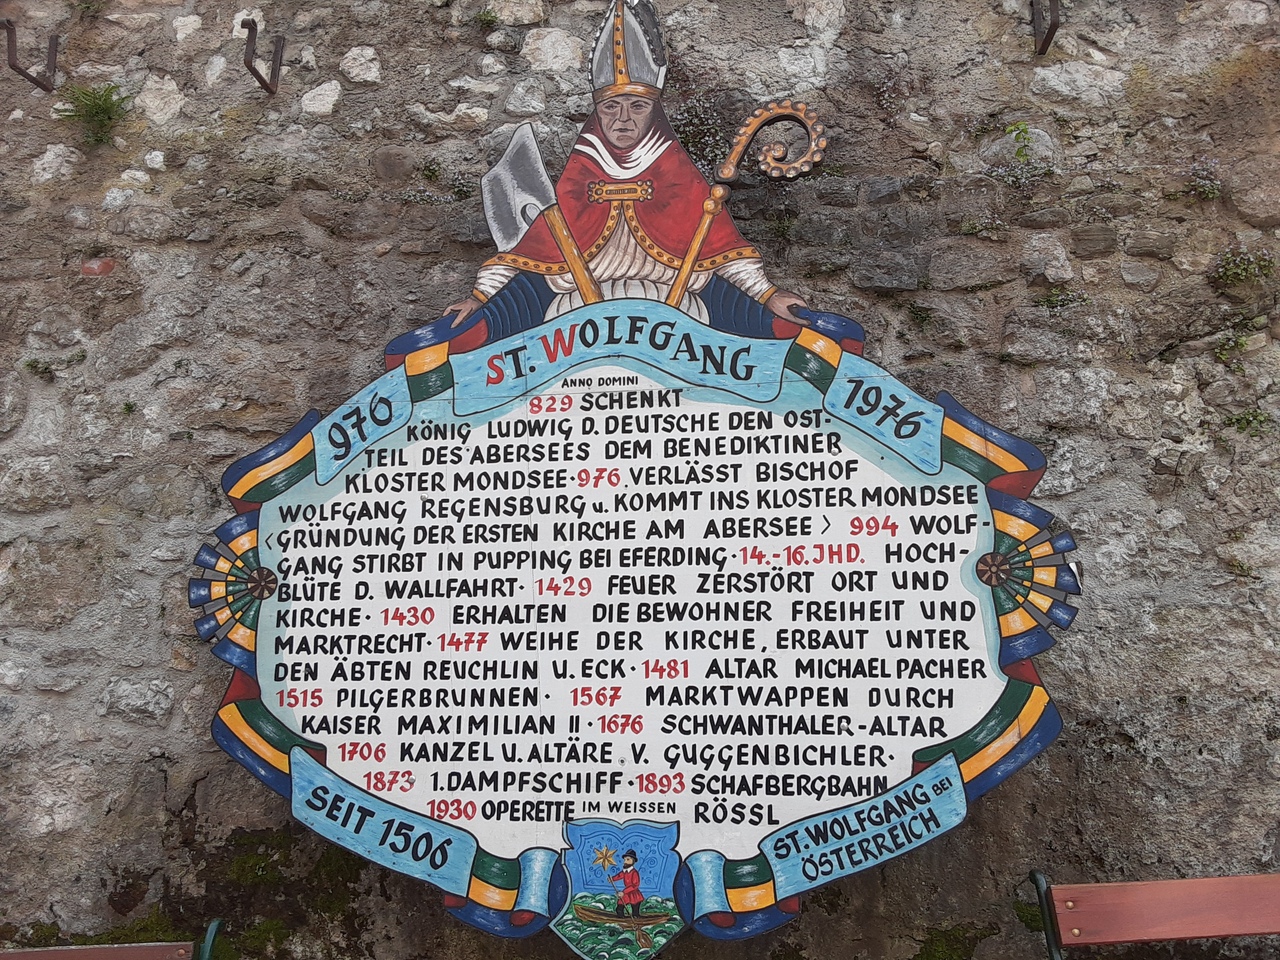 ST. WOLFGANG
976
1976
ANNO DOMINI
829 SCHENKT
KÖNIG LUDWIG D. DEUTSCHE DEN OST-
TEIL DES ABERSEES DEM BENEDIKTINER
KLOSTER MONDSEE · 976 VERLÄSST BISCHOF
WOLFGANG REGENSBURG u. KOMMT INS KLOSTER MONDSEE
<GRÜNDUNG DER ERSTEN KIRCHE AM ABERSEE> 994 WOLF-
GANG STIRBT IN PUPPING BEI EFERDING · 14.-16. JHD. HOCH-
BLÜTE D. WALLFAHRT · 1429 FEUER ZERSTÖRT ORT UND
KIRCHE · 1430 ERHALTEN DIE BEWOHNER FREIHEIT UND
MARKTRECHT · 1477 WEIHE DER KIRCHE, ERBAUT UNTER
DEN ÄBTEN REUCHLIN U. ECK · 1481 ALTAR MICHAEL PACHER
1515 PILGERBRUNNEN · 1567 MARKTWAPPEN DURCH
KAISER MAXIMILIAN II · 1676 SCHWANTHALER-ALTAR
1706 KANZEL U. ALTÄRE V. GUGGENBICHLER ·
1873 1. DAMPFSCHIFF · 1893 SCHAFBERGBAHN
1930 OPERETTE IM WEISSEN RÖSSL
SEIT 1506
ST. WOLFGANG BEI
ÖSTERREICH